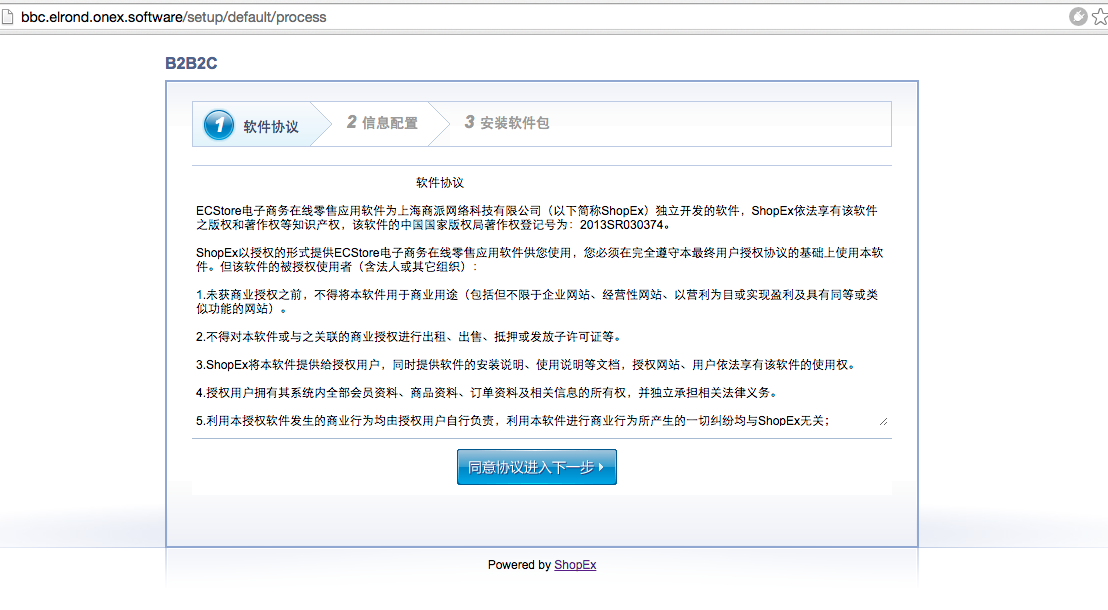 bbc.elrond.onex.software/setup/default/process
B2B2C
1 软件协议 2 信息配置 3 安装软件包
软件协议
ECStore电子商务在线零售应用软件为上海商派网络科技有限公司（以下简称ShopEx）独立开发的软件，ShopEx依法享有该软件
之版权和著作权等知识产权，该软件的中国国家版权局著作权登记号为：2013SR030374。
ShopEx以授权的形式提供ECStore电子商务在线零售应用软件供您使用，您必须在完全遵守本最终用户授权协议的基础上使用本软
件。但该软件的被授权使用者（含法人或其它组织）：
1.未获商业授权之前，不得将本软件用于商业用途（包括但不限于企业网站、经营性网站、以营利为目或实现盈利及具有同等或类
似功能的网站）。
2.不得对本软件或与之关联的商业授权进行出租、出售、抵押或发放子许可证等。
3.ShopEx将本软件提供给授权用户，同时提供软件的安装说明、使用说明等文档，授权网站、用户依法享有该软件的使用权。
4.授权用户拥有其系统内全部会员资料、商品资料、订单资料及相关信息的所有权，并独立承担相关法律义务。
5.利用本授权软件发生的商业行为均由授权用户自行负责，利用本软件进行商业行为所产生的一切纠纷均与ShopEx无关；
同意协议进入下一步
Powered by ShopEx